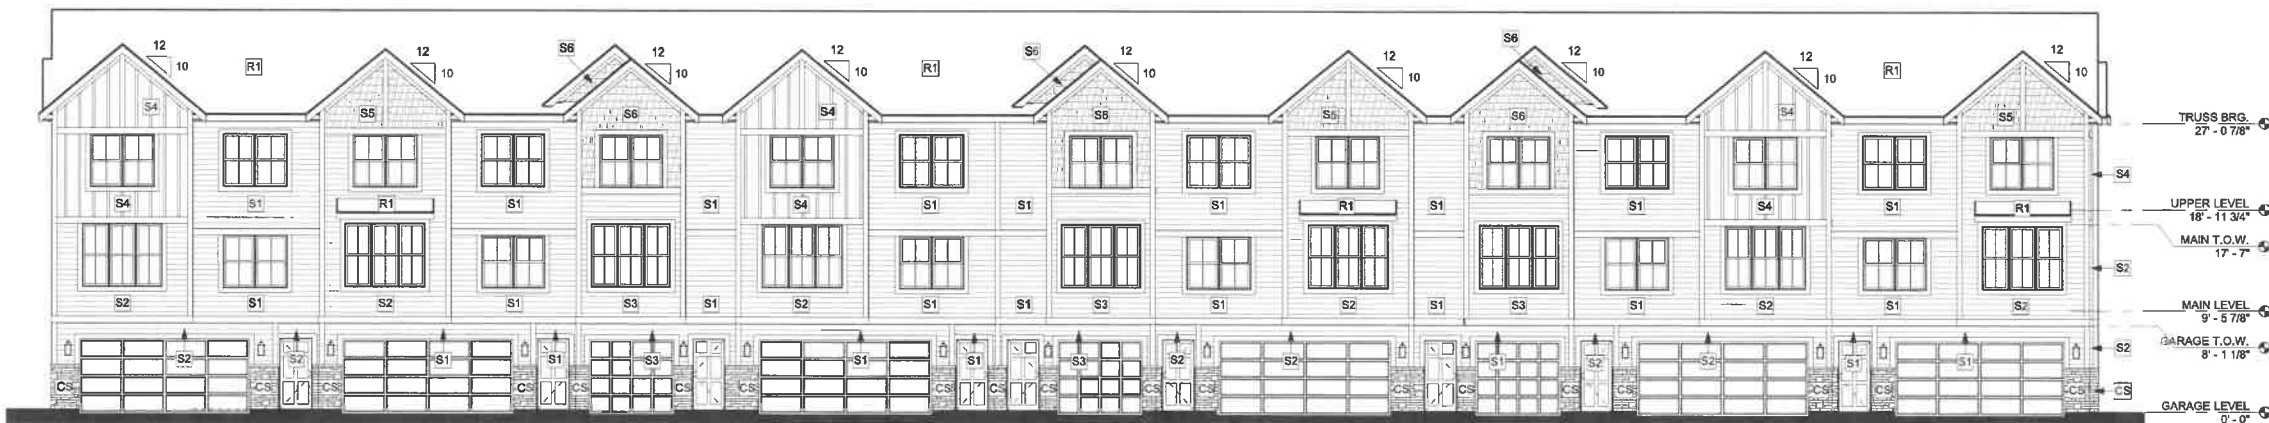 12 S6 12 12 12 S6 12 12 S6 12 12 12
10 R1 10 10 10 R1 10 10 10 10 R1 10
S4 S5 S6 S4 S6 S5 S6 S4 S5
TRUSS BRG.
27' - 0 7/8"
S4
S4 S1 R1 S1 S1 S4 S1 S1 S1 R1 S1 S1 S4 S1 R1
UPPER LEVEL
18' - 11 3/4"
MAIN T.O.W.
17' - 7"
S2
S2 S1 S2 S1 S3 S1 S2 S1 S1 S3 S1 S2 S1 S3 S1 S2 S1 S2
MAIN LEVEL
9' - 5 7/8"
GARAGE T.O.W.
8' - 1 1/8"
S2 S2 S1 S1 S3 S1 S1 S3 S2 S2 S1 S2 S2 S1 S1 S2
CS CS CS CS CS CS CS CS CS CS CS CS CS CS CS CS
GARAGE LEVEL
0' - 0"